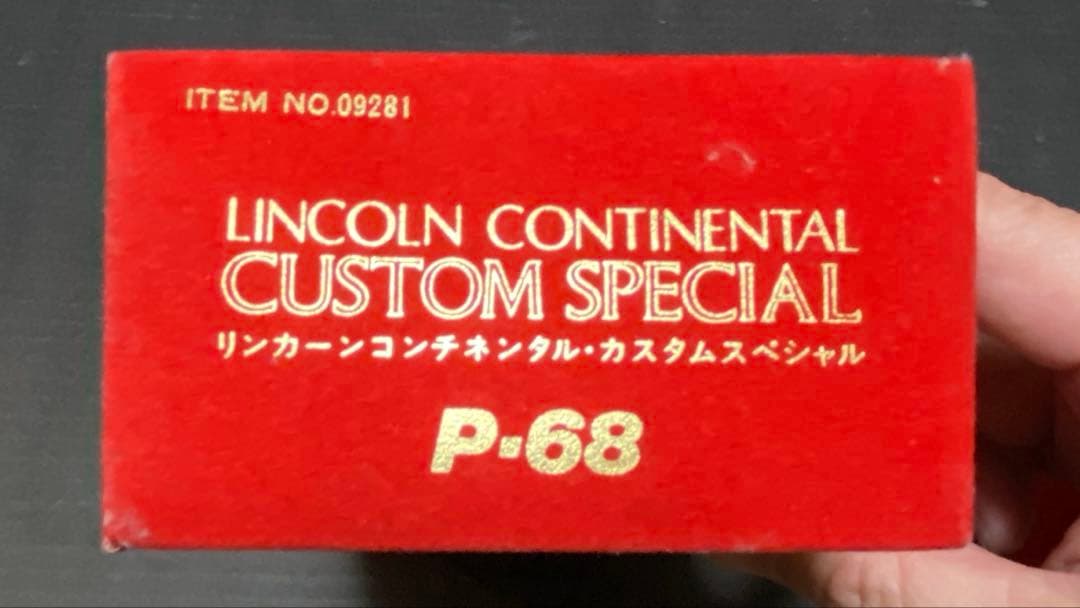 ITEM NO.09281
LINCOLN CONTINENTAL
CUSTOM SPECIAL
リンカーンコンチネンタル・カスタムスペシャル
P-68